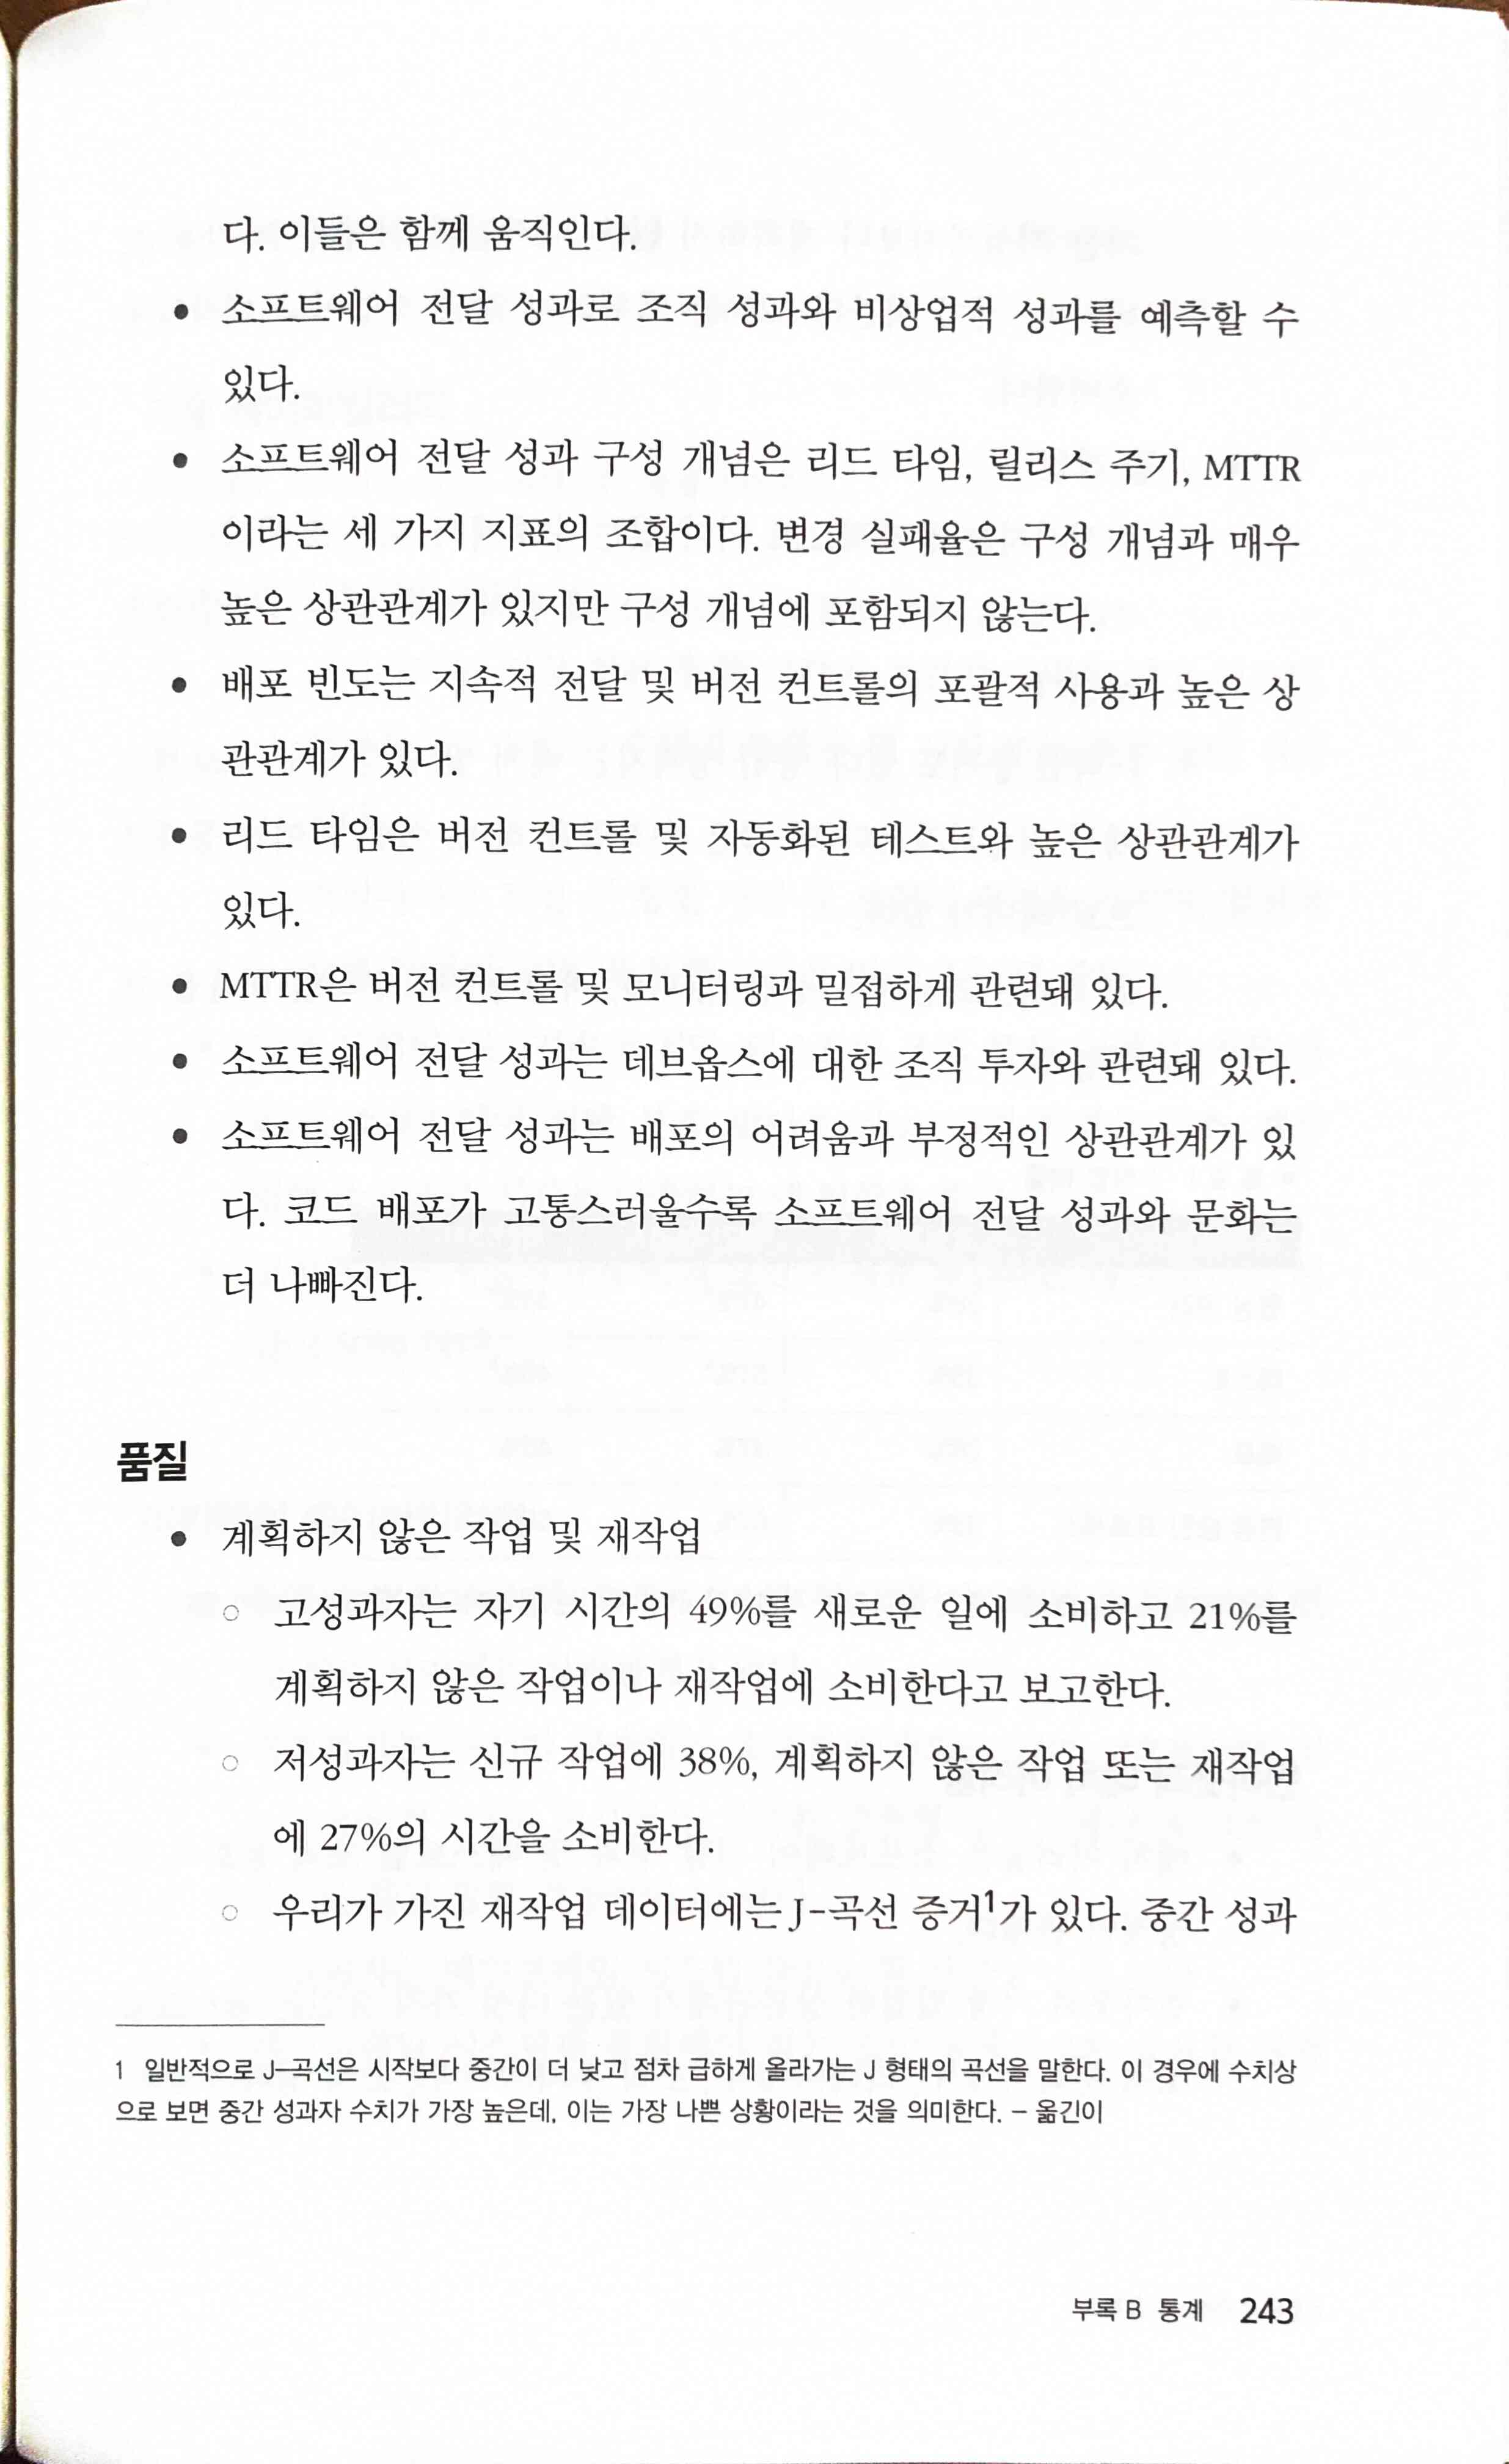 다. 이들은 함께 움직인다.
● 소프트웨어 전달 성과로 조직 성과와 비상업적 성과를 예측할 수
있다.
● 소프트웨어 전달 성과 구성 개념은 리드 타임, 릴리스 주기, MTTR
이라는 세 가지 지표의 조합이다. 변경 실패율은 구성 개념과 매우
높은 상관관계가 있지만 구성 개념에 포함되지 않는다.
● 배포 빈도는 지속적 전달 및 버전 컨트롤의 포괄적 사용과 높은 상
관관계가 있다.
● 리드 타임은 버전 컨트롤 및 자동화된 테스트와 높은 상관관계가
있다.
● MTTR은 버전 컨트롤 및 모니터링과 밀접하게 관련돼 있다.
● 소프트웨어 전달 성과는 데브옵스에 대한 조직 투자와 관련돼 있다.
● 소프트웨어 전달 성과는 배포의 어려움과 부정적인 상관관계가 있
다. 코드 배포가 고통스러울수록 소프트웨어 전달 성과와 문화는
더 나빠진다.
품질
● 계획하지 않은 작업 및 재작업
○ 고성과자는 자기 시간의 49%를 새로운 일에 소비하고 21%를
계획하지 않은 작업이나 재작업에 소비한다고 보고한다.
○ 저성과자는 신규 작업에 38%, 계획하지 않은 작업 또는 재작업
에 27%의 시간을 소비한다.
○ 우리가 가진 재작업 데이터에는 J-곡선 증거1가 있다. 중간 성과
1 일반적으로 J-곡선은 시작보다 중간이 더 낮고 점차 급하게 올라가는 J 형태의 곡선을 말한다. 이 경우에 수치상
으로 보면 중간 성과자 수치가 가장 높은데, 이는 가장 나쁜 상황이라는 것을 의미한다. – 옮긴이
부록 B 통계 243